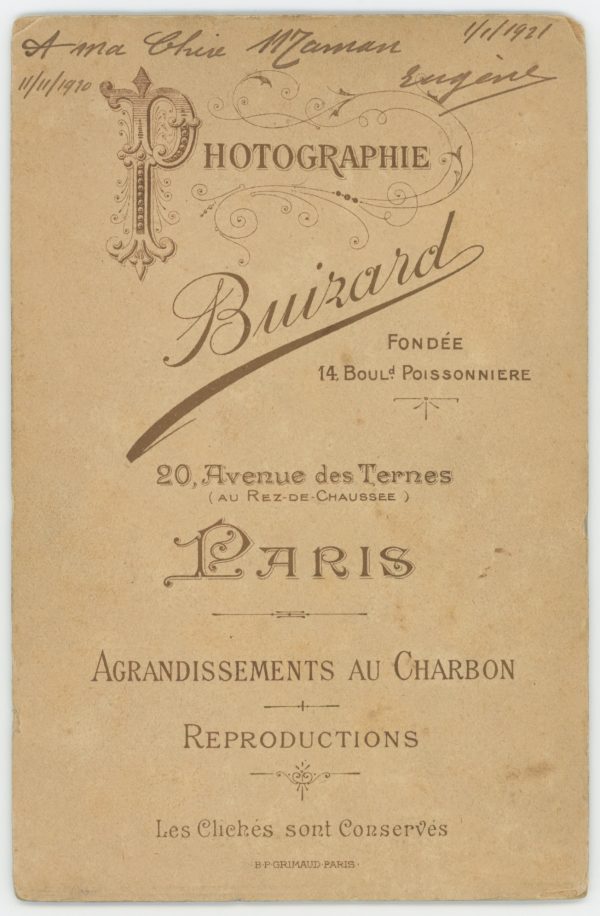 A ma Chère Maman 1/1/1921
11/11/1920 Eugène
PHOTOGRAPHIE
Buizard
FONDÉE
14, BOULD. POISSONNIERE
20, Avenue des Ternes
(AU REZ-DE-CHAUSSEE)
PARIS
AGRANDISSEMENTS AU CHARBON
REPRODUCTIONS
Les Clichés sont Conservés
B·P·GRIMAUD·PARIS·